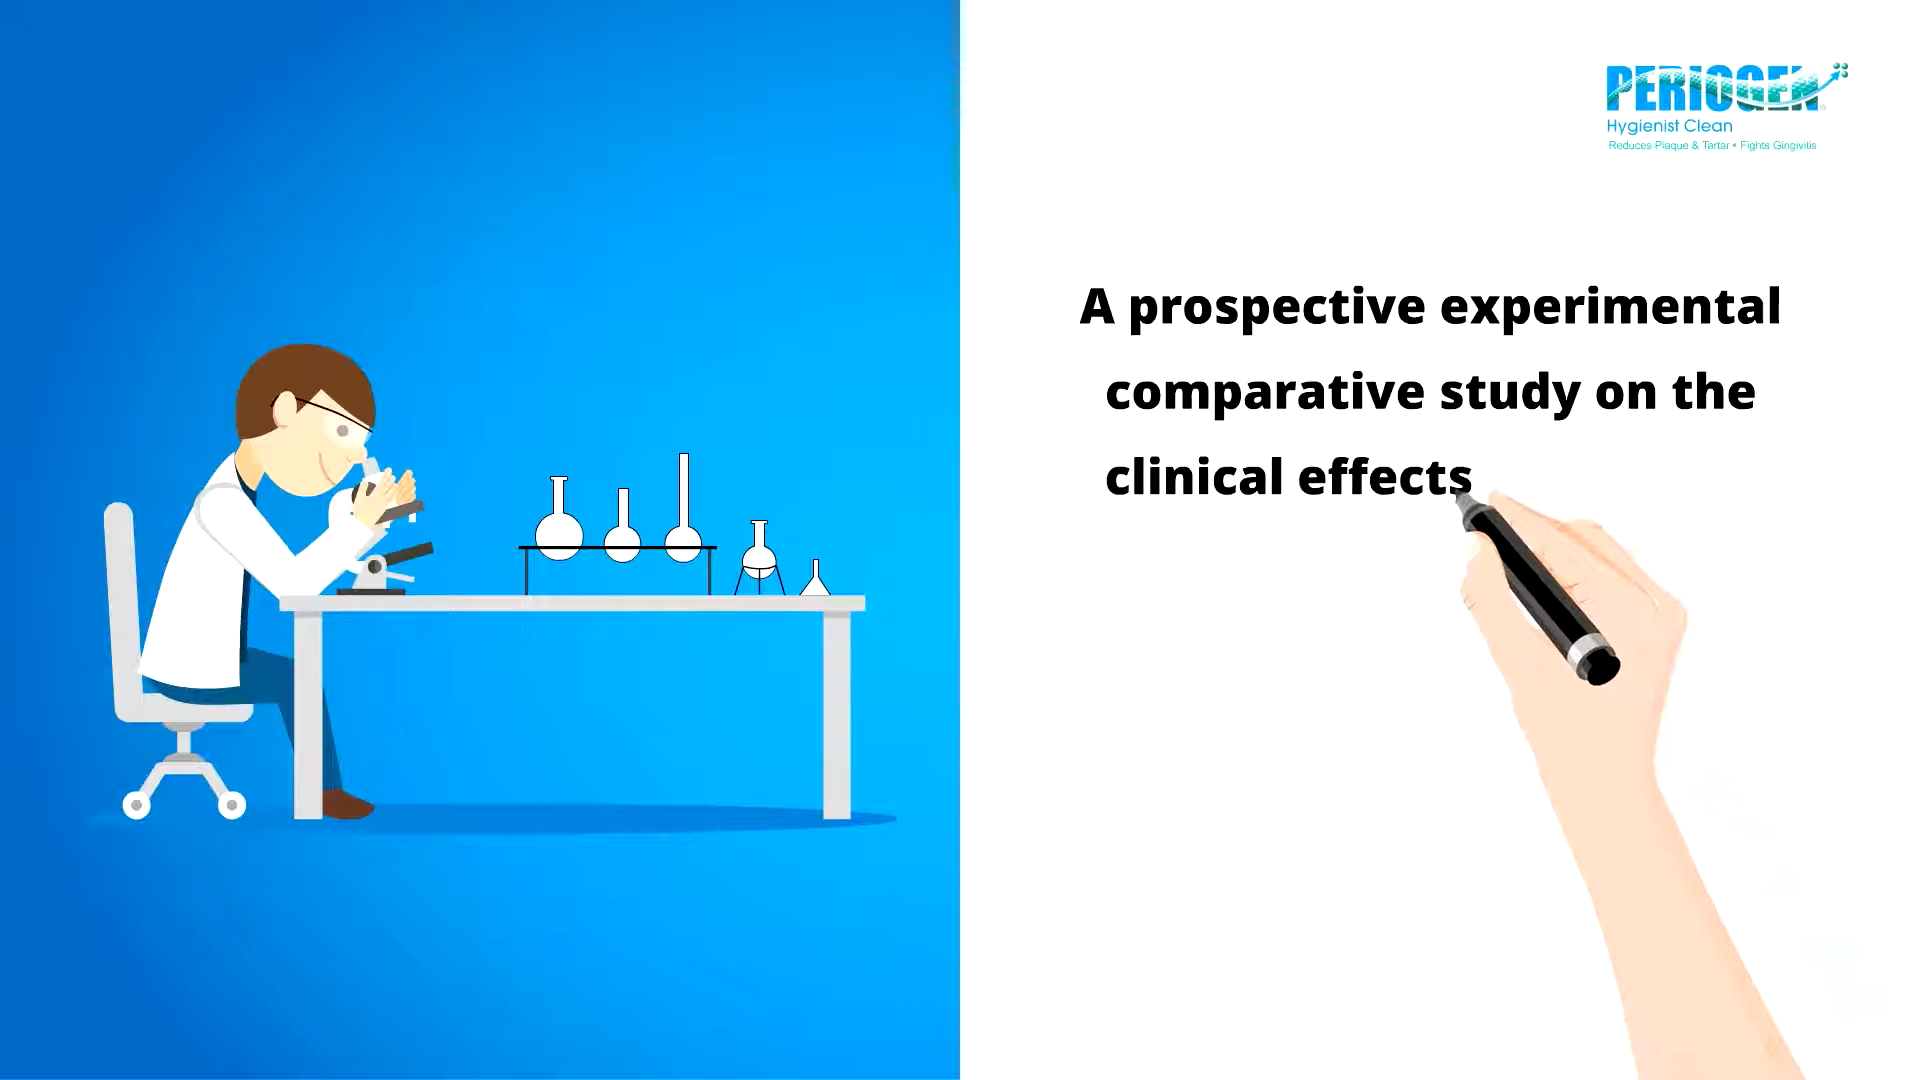 PERIOGEN
Hygienist Clean
Reduces Plaque & Tartar • Fights Gingivitis
A prospective experimental
comparative study on the
clinical effects